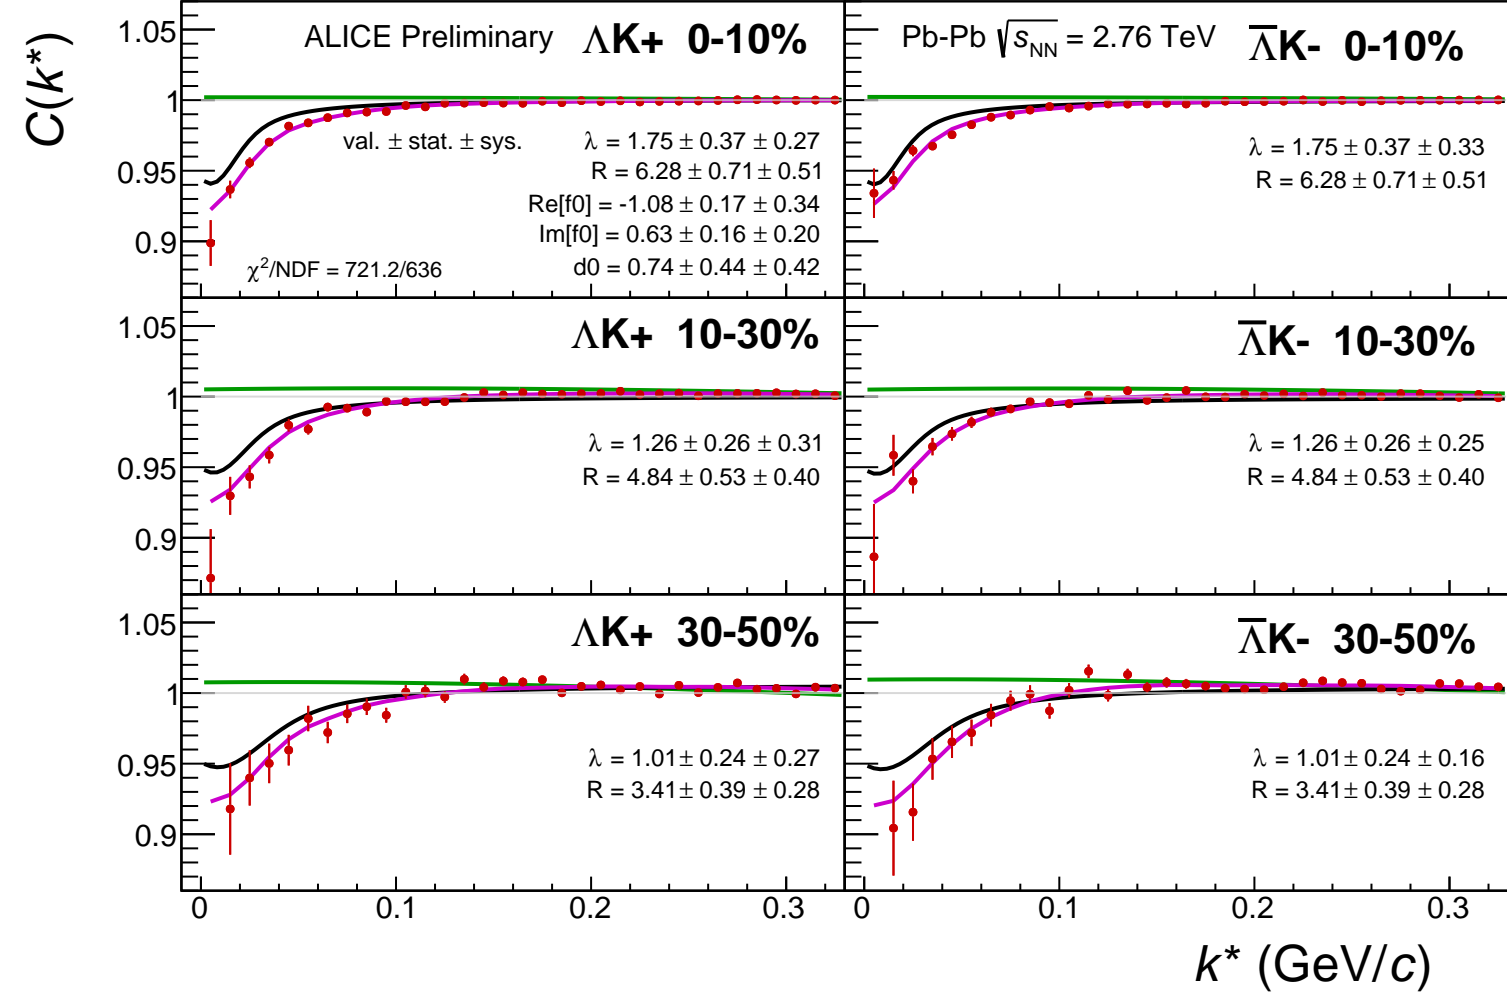 C(k*)
ALICE Preliminary ΛK+ 0-10%
val. ± stat. ± sys.
λ = 1.75 ± 0.37 ± 0.27
R = 6.28 ± 0.71 ± 0.51
Re[f0] = -1.08 ± 0.17 ± 0.34
Im[f0] = 0.63 ± 0.16 ± 0.20
d0 = 0.74 ± 0.44 ± 0.42
χ²/NDF = 721.2/636
1.05
1
0.95
0.9
Pb-Pb √sNN = 2.76 TeV Λ̅K- 0-10%
λ = 1.75 ± 0.37 ± 0.33
R = 6.28 ± 0.71 ± 0.51
ΛK+ 10-30%
λ = 1.26 ± 0.26 ± 0.31
R = 4.84 ± 0.53 ± 0.40
1.05
1
0.95
0.9
Λ̅K- 10-30%
λ = 1.26 ± 0.26 ± 0.25
R = 4.84 ± 0.53 ± 0.40
ΛK+ 30-50%
λ = 1.01 ± 0.24 ± 0.27
R = 3.41 ± 0.39 ± 0.28
1.05
1
0.95
0.9
Λ̅K- 30-50%
λ = 1.01 ± 0.24 ± 0.16
R = 3.41 ± 0.39 ± 0.28
0 0.1 0.2 0.3 0 0.1 0.2 0.3
k* (GeV/c)